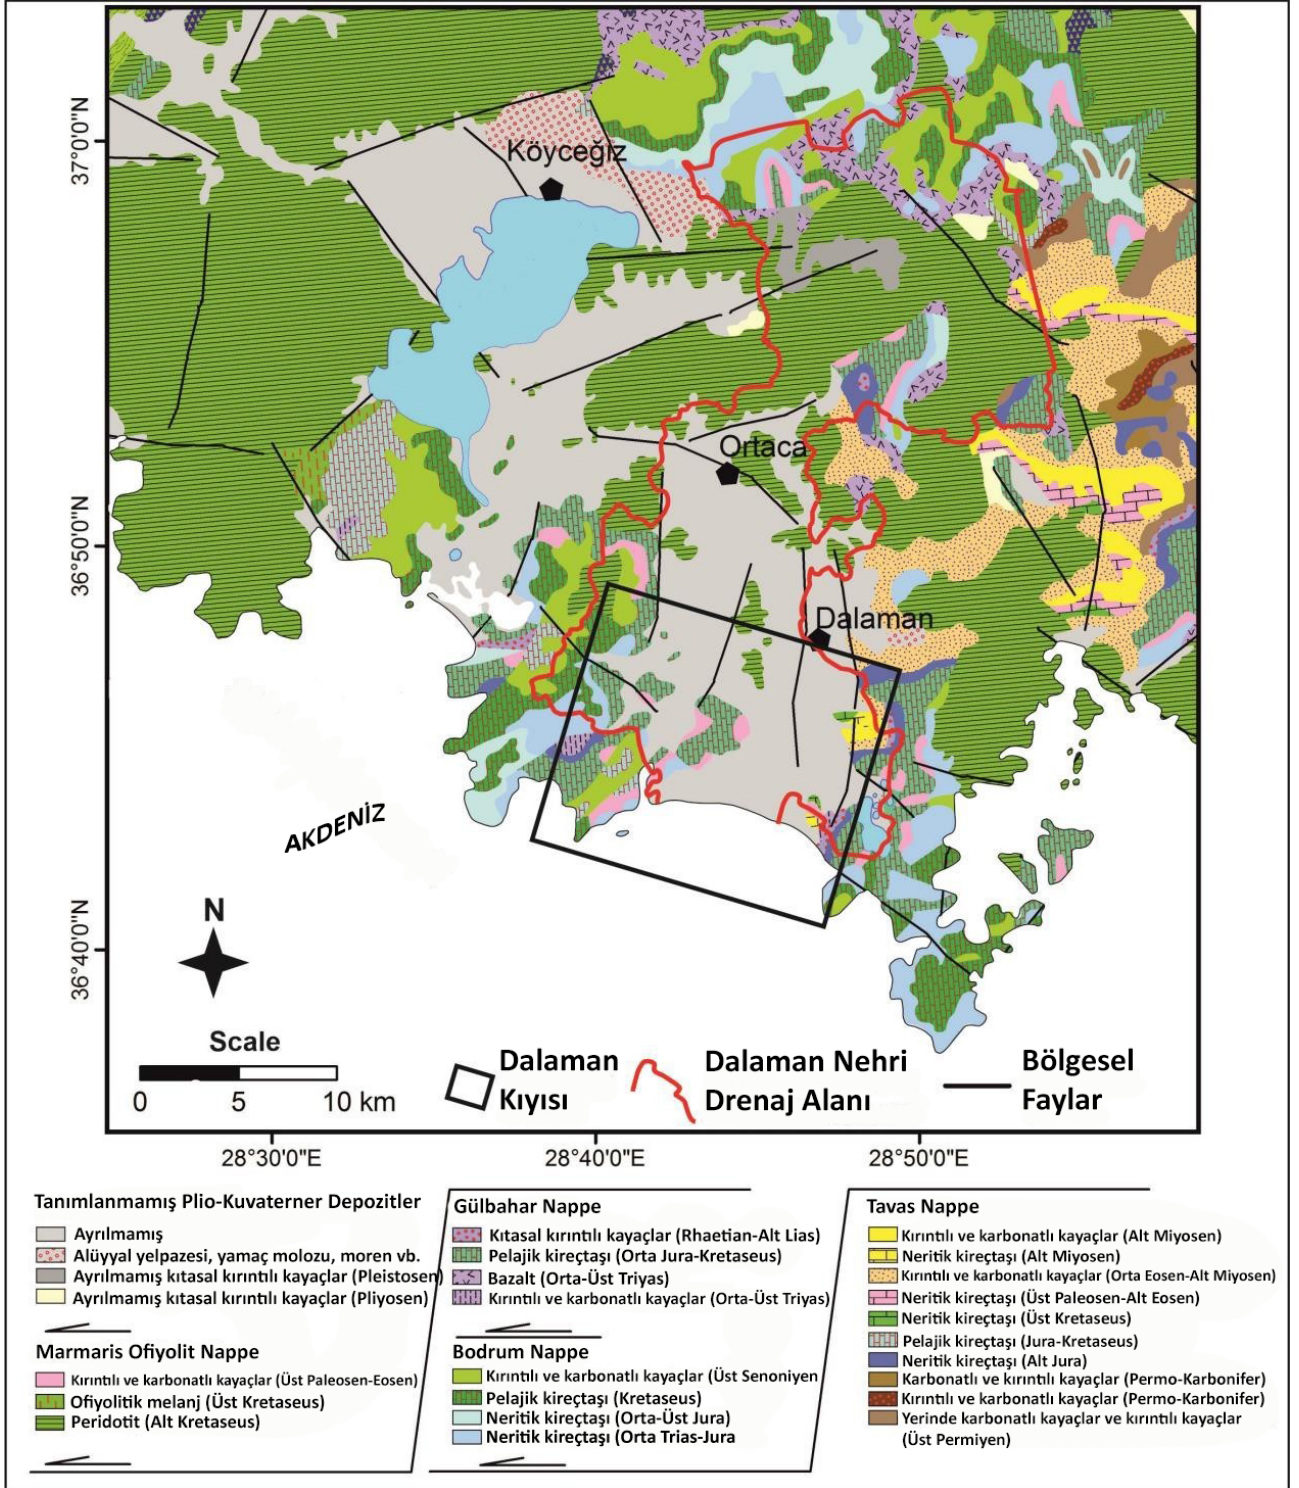 37°0'0"N
Köyceğiz
Ortaca
36°50'0"N
Dalaman
AKDENİZ
36°40'0"N
N
Scale
0 5 10 km
Dalaman
Kıyısı
Dalaman Nehri
Drenaj Alanı
Bölgesel
Faylar
28°30'0"E 28°40'0"E 28°50'0"E
Tanımlanmamış Plio-Kuvaterner Depozitler
Ayrılmamış
Alüyyal yelpazesi, yamaç molozu, moren vb.
Ayrılmamış kıtasal kırıntılı kayaçlar (Pleistosen)
Ayrılmamış kıtasal kırıntılı kayaçlar (Pliyosen)
Marmaris Ofiyolit Nappe
Kırıntılı ve karbonatlı kayaçlar (Üst Paleosen-Eosen)
Ofiyolitik melanj (Üst Kretaseus)
Peridotit (Alt Kretaseus)
Gülbahar Nappe
Kıtasal kırıntılı kayaçlar (Rhaetian-Alt Lias)
Pelajik kireçtaşı (Orta Jura-Kretaseus)
Bazalt (Orta-Üst Triyas)
Kırıntılı ve karbonatlı kayaçlar (Orta-Üst Triyas)
Bodrum Nappe
Kırıntılı ve karbonatlı kayaçlar (Üst Senoniyen
Pelajik kireçtaşı (Kretaseus)
Neritik kireçtaşı (Orta-Üst Jura)
Neritik kireçtaşı (Orta Trias-Jura
Tavas Nappe
Kırıntılı ve karbonatlı kayaçlar (Alt Miyosen)
Neritik kireçtaşı (Alt Miyosen)
Kırıntılı ve karbonatlı kayaçlar (Orta Eosen-Alt Miyosen)
Neritik kireçtaşı (Üst Paleosen-Alt Eosen)
Neritik kireçtaşı (Üst Kretaseus)
Pelajik kireçtaşı (Jura-Kretaseus)
Neritik kireçtaşı (Alt Jura)
Karbonatlı ve kırıntılı kayaçlar (Permo-Karbonifer)
Kırıntılı ve karbonatlı kayaçlar (Permo-Karbonifer)
Yerinde karbonatlı kayaçlar ve kırıntılı kayaçlar
(Üst Permiyen)